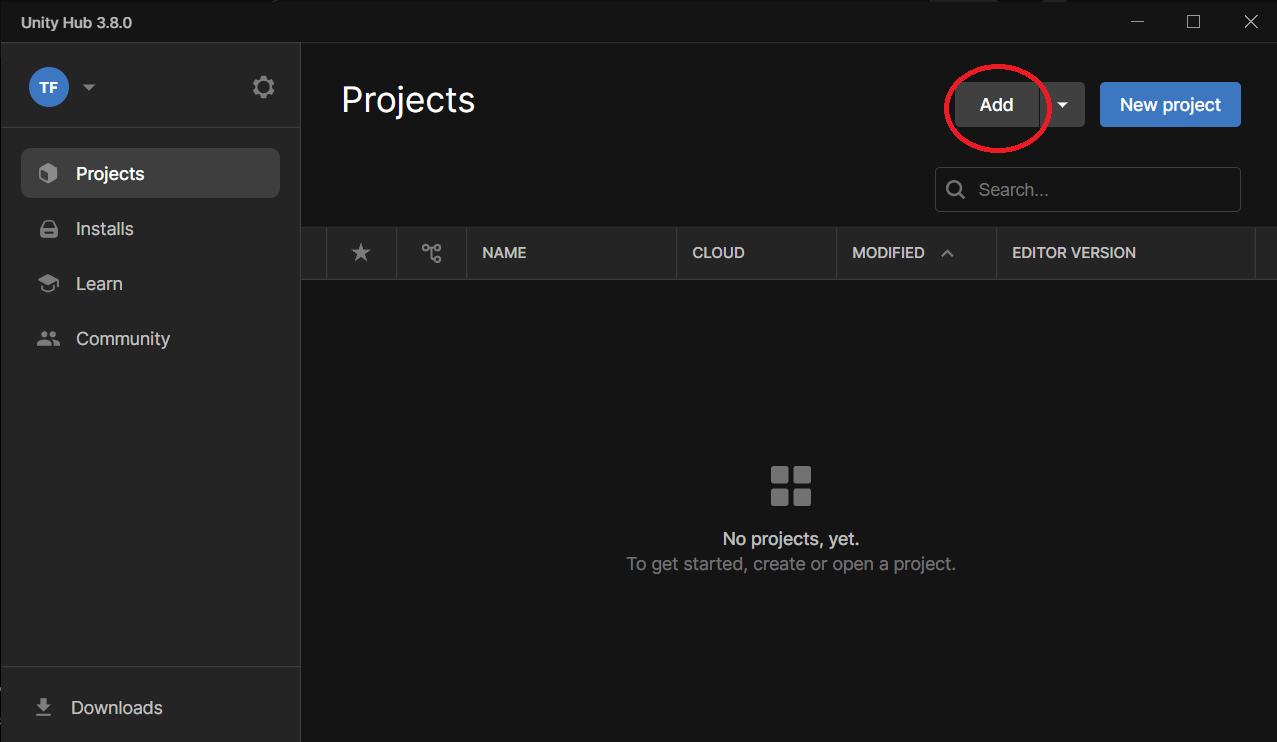 Unity Hub 3.8.0
TF
Projects
Installs
Learn
Community
Downloads
Projects
Add
New project
Search...
NAME CLOUD MODIFIED EDITOR VERSION
No projects, yet.
To get started, create or open a project.